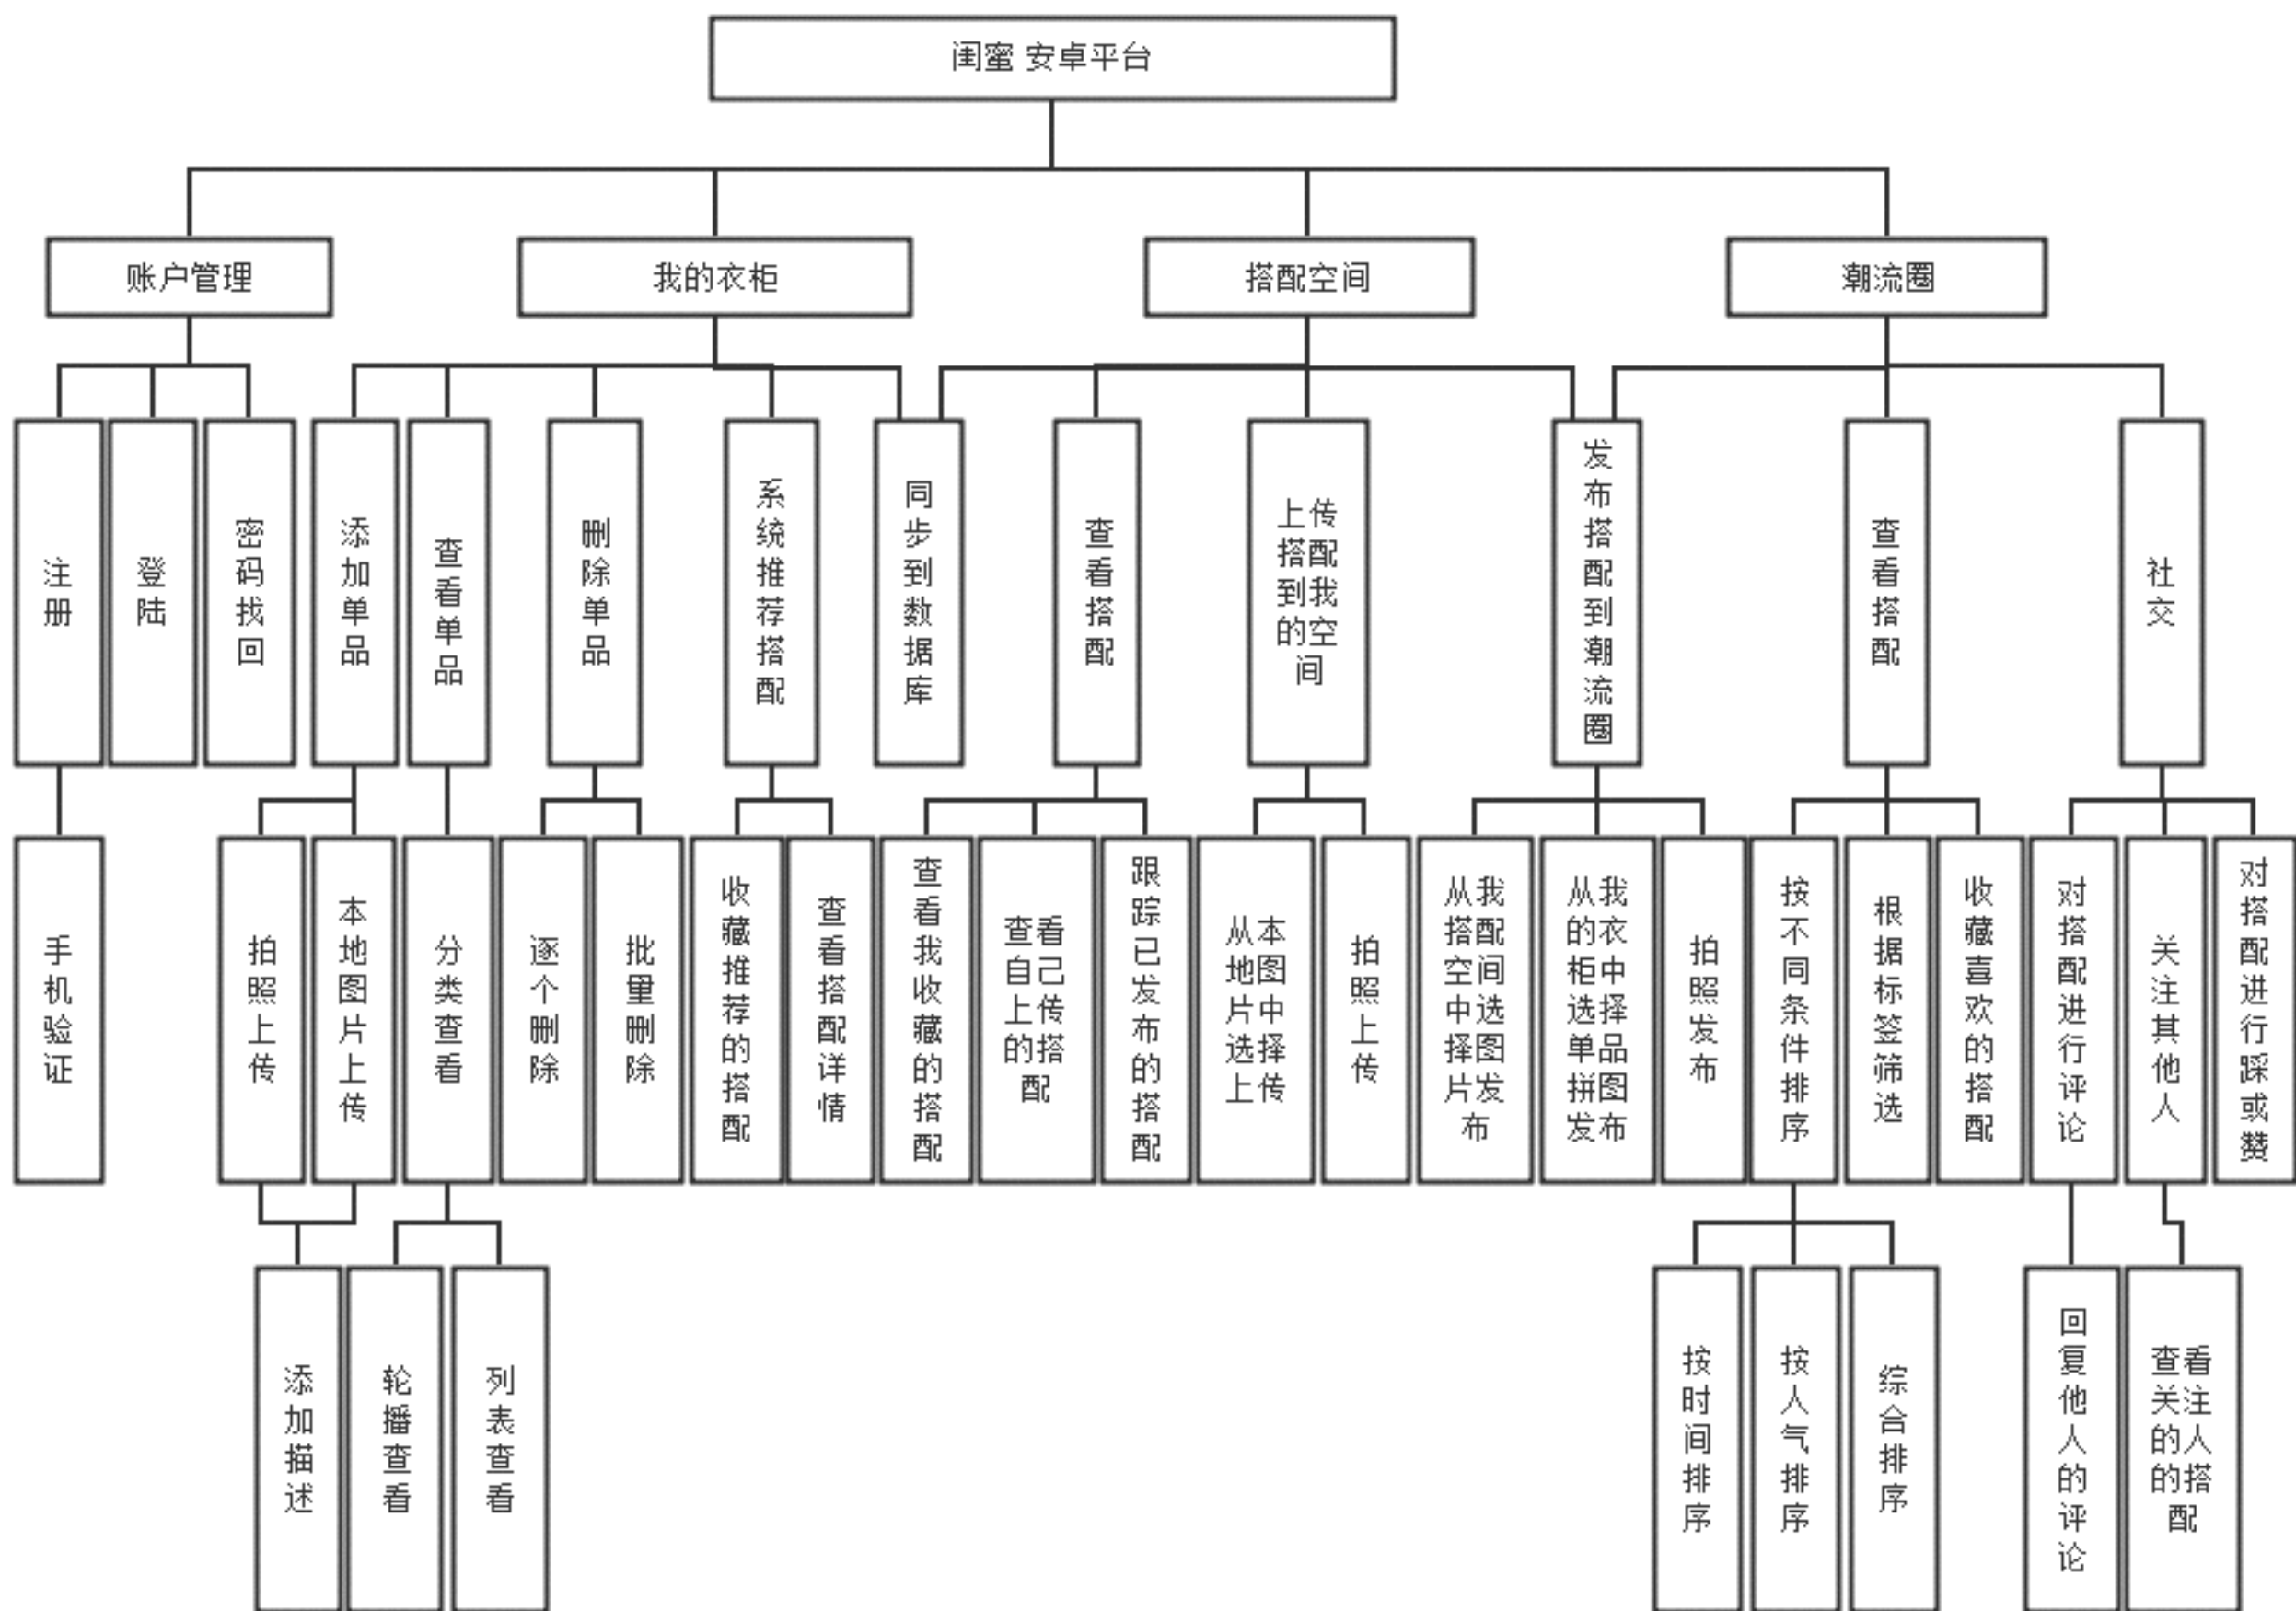 闺蜜 安卓平台
账户管理
我的衣柜
搭配空间
潮流圈
注册
登陆
密码找回
添加单品
查看单品
删除单品
系统推荐搭配
同步到数据库
查看搭配
上传
搭配
到我
的空
间
发布搭配到潮流圈
查看搭配
社交
手机验证
拍照上传
本地图片上传
分类查看
逐个删除
批量删除
收藏推荐的搭配
查看搭配详情
查看我收藏的搭配
查看
自己
上传
的搭
配
跟踪已发布的搭配
从本
地图
片中
选择
上传
拍照上传
从我
搭配
空间
中选
择图
片发
布
从我
的衣
柜中
选择
单品
拼图
发布
拍照发布
按不同条件排序
根据标签筛选
收藏喜欢的搭配
对搭配进行评论
关注其他人
对搭配进行踩或赞
添加描述
轮播查看
列表查看
按时间排序
按人气排序
综合排序
回复他人的评论
查看
关注
的人
的搭
配